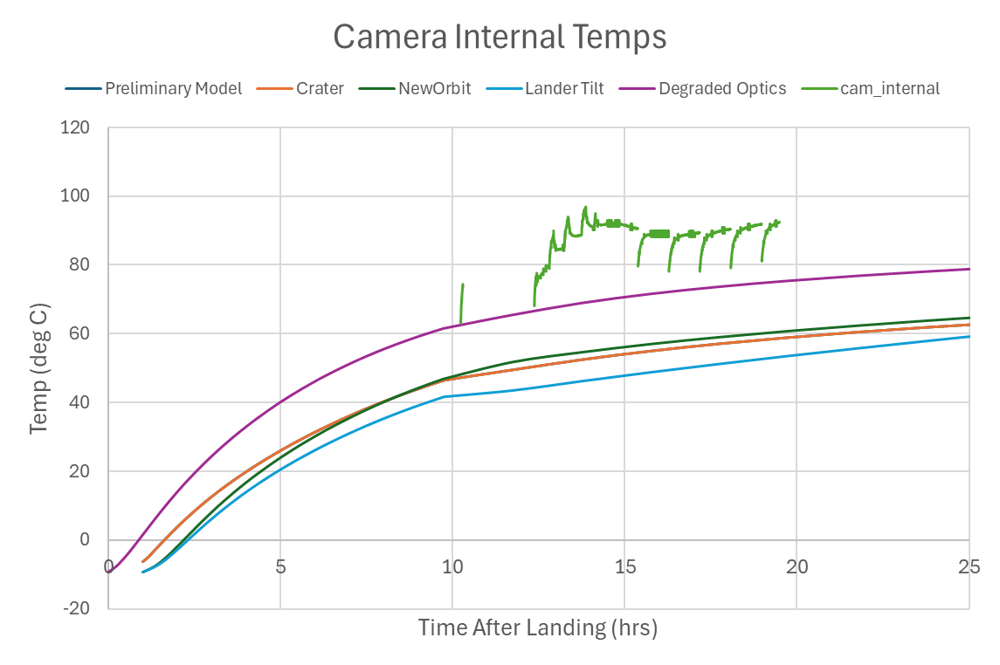 Camera Internal Temps
Preliminary Model Crater NewOrbit Lander Tilt Degraded Optics cam_internal
120
100
80
60
40
20
0
-20
Temp (deg C)
0 5 10 15 20 25
Time After Landing (hrs)